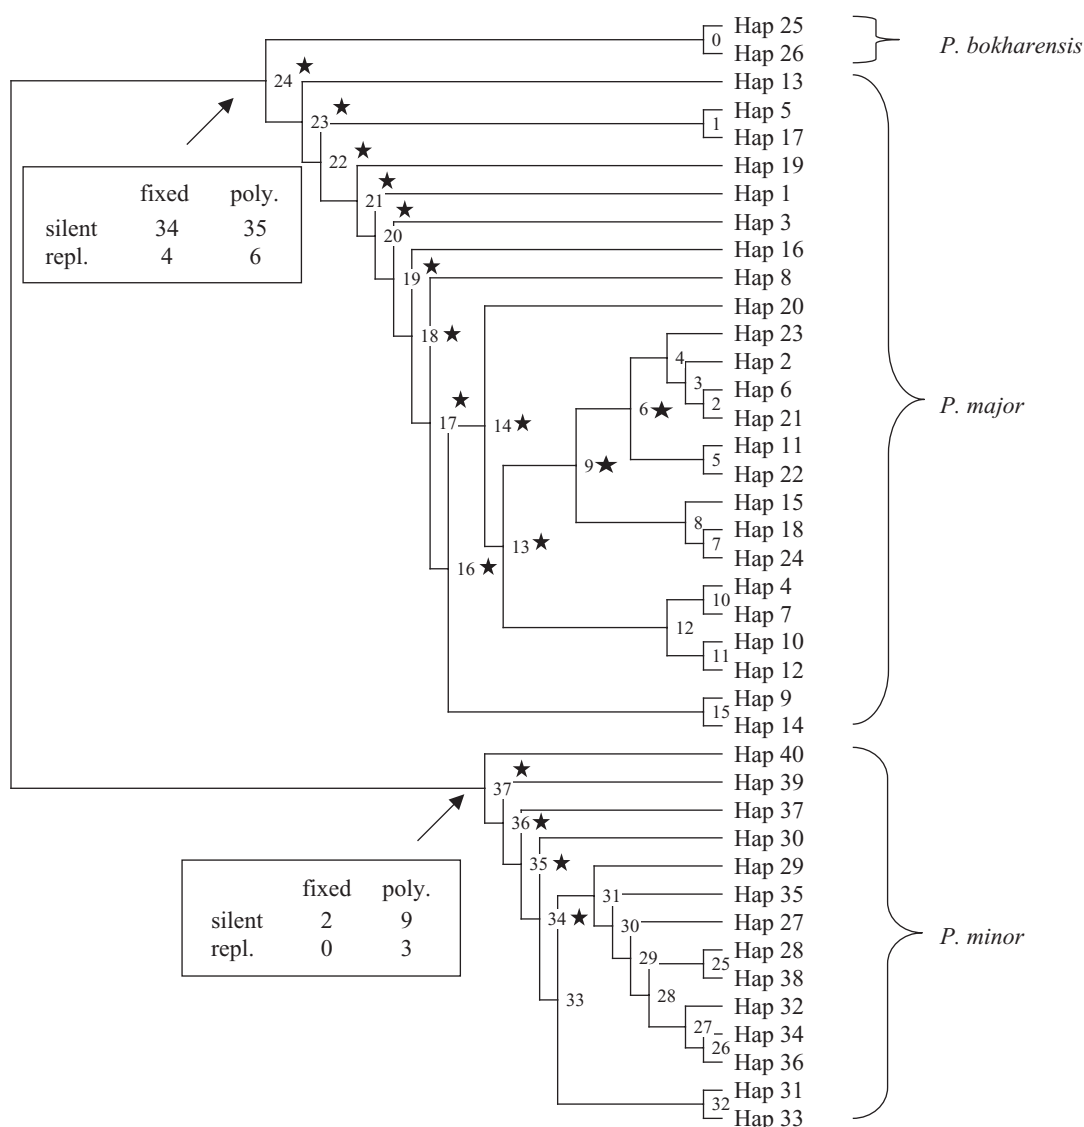 Hap 25
0
P. bokharensis
Hap 26
24 ★
Hap 13
Hap 5
23 ★
1
Hap 17
22 ★
Hap 19
fixed poly.
silent 34 35
repl. 4 6
21 ★
Hap 1
20 ★
Hap 3
Hap 16
19 ★
Hap 8
Hap 20
18 ★
Hap 23
4
Hap 2
3
Hap 6
2
P. major
6 ★
Hap 21
17 ★
14 ★
Hap 11
5
9 ★
Hap 22
Hap 15
8
Hap 18
7
13 ★
Hap 24
16 ★
Hap 4
10
Hap 7
12
Hap 10
11
Hap 12
Hap 9
15
Hap 14
Hap 40
37 ★
Hap 39
Hap 37
36 ★
Hap 30
35 ★
Hap 29
fixed poly.
silent 2 9
repl. 0 3
31
Hap 35
34 ★
Hap 27
30
P. minor
Hap 28
29
25
Hap 38
28
33
Hap 32
27
Hap 34
26
Hap 36
Hap 31
32
Hap 33